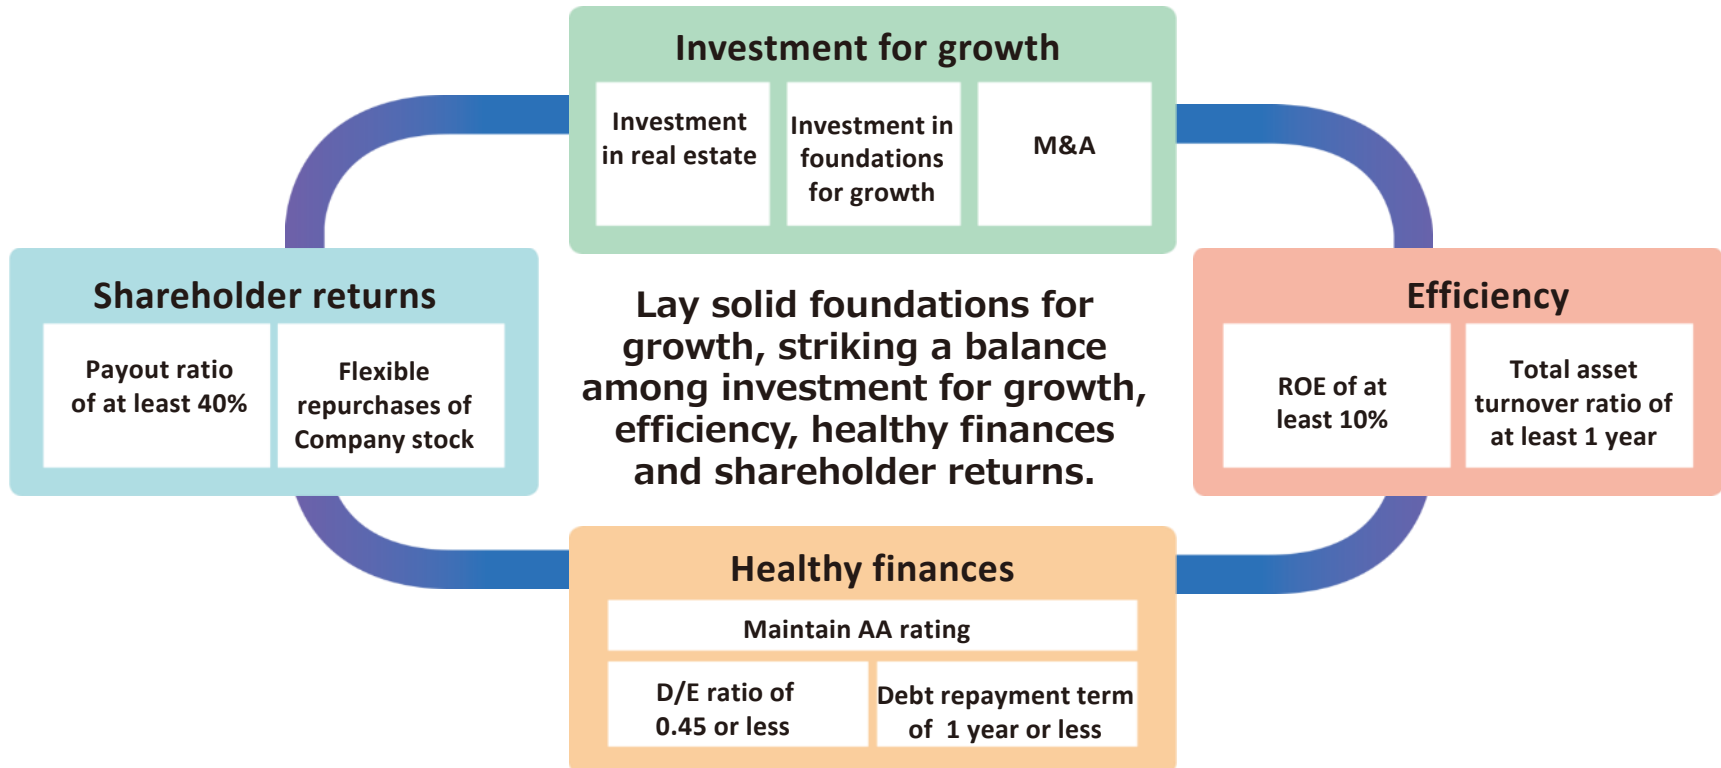 Investment for growth
Investment
in real estate
Investment in
foundations
for growth
M&A
Shareholder returns
Payout ratio
of at least 40%
Flexible
repurchases of
Company stock
Lay solid foundations for
growth, striking a balance
among investment for growth,
efficiency, healthy finances
and shareholder returns.
Efficiency
ROE of at
least 10%
Total asset
turnover ratio of
at least 1 year
Healthy finances
Maintain AA rating
D/E ratio of
0.45 or less
Debt repayment term
of 1 year or less